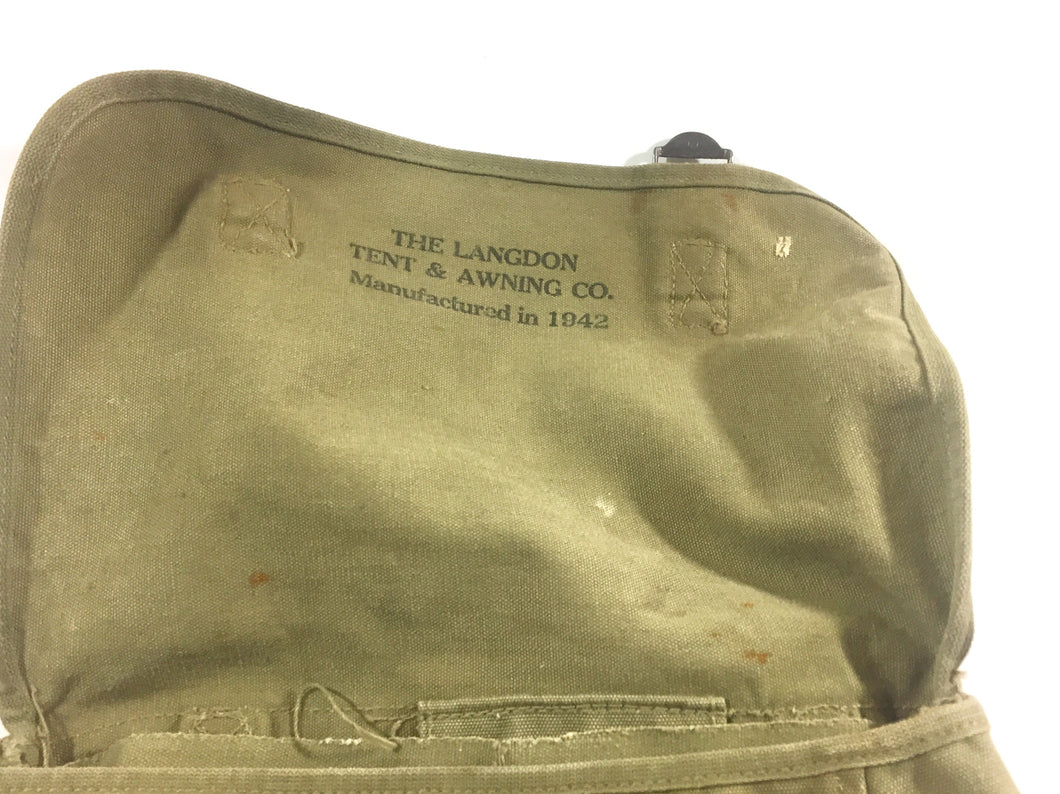 THE LANGDON
TENT & AWNING CO.
Manufactured in 1942